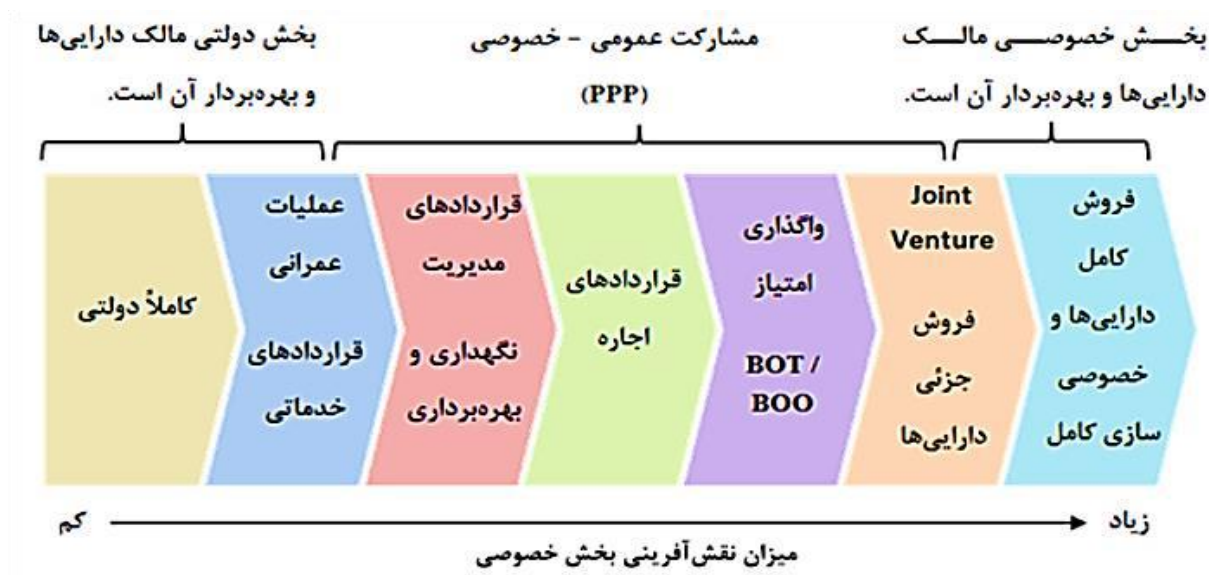 بخش دولتی مالک دارایی‌ها
و بهره‌بردار آن است.
مشارکت عمومی - خصوصی
(PPP)
بخش خصوصی مالک
دارایی‌ها و بهره‌بردار آن است.
کاملاً دولتی
عملیات
عمرانی
قراردادهای
خدماتی
قراردادهای
مدیریت
نگهداری و
بهره‌برداری
قراردادهای
اجاره
واگذاری
امتیاز
BOT /
BOO
Joint
Venture
فروش
جزئی
دارایی‌ها
فروش
کامل
دارایی‌ها و
خصوصی
سازی کامل
کم
زیاد
میزان نقش‌آفرینی بخش خصوصی